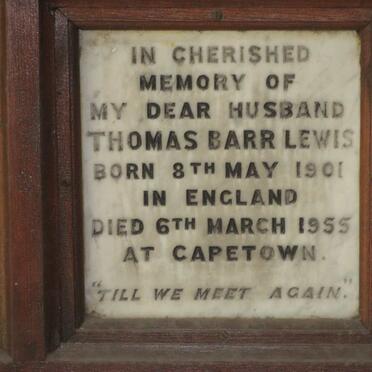 IN CHERISHED
MEMORY OF
MY DEAR HUSBAND
THOMAS BARR LEWIS
BORN 8TH MAY 1901
IN ENGLAND
DIED 6TH MARCH 1955
AT CAPETOWN.
"TILL WE MEET AGAIN."